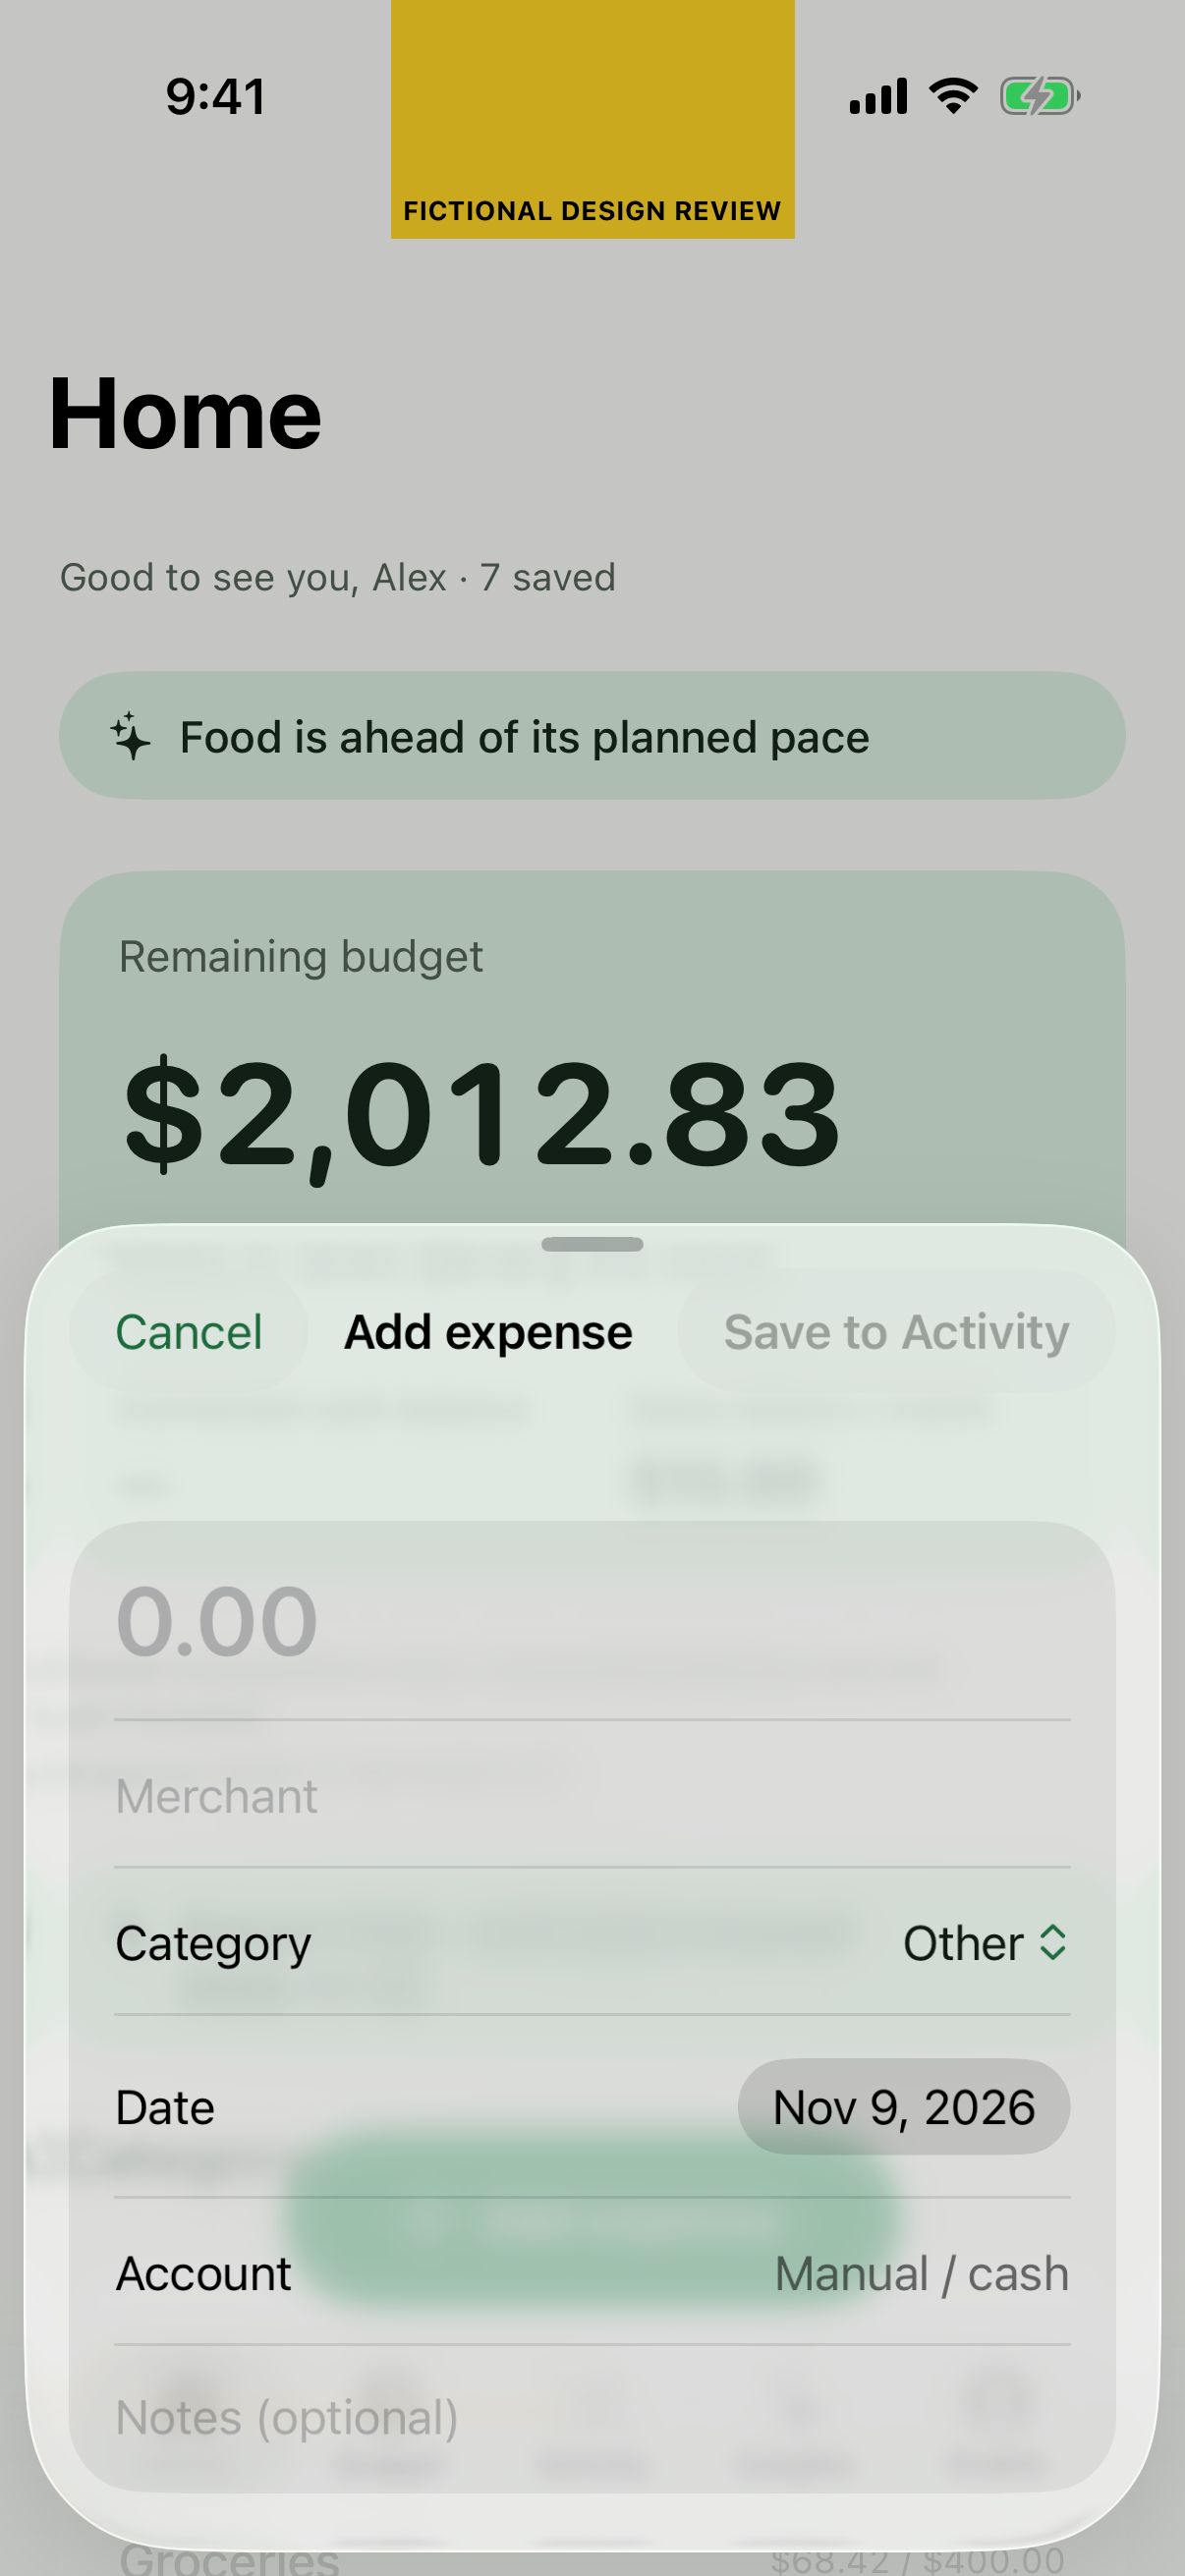 9:41
FICTIONAL DESIGN REVIEW
Home
Good to see you, Alex · 7 saved
Food is ahead of its planned pace
Remaining budget
$2,012.83
Cancel Add expense Save to Activity
0.00
Merchant
Category Other
Date Nov 9, 2026
Account Manual / cash
Notes (optional)
Groceries $68.42 / $400.00